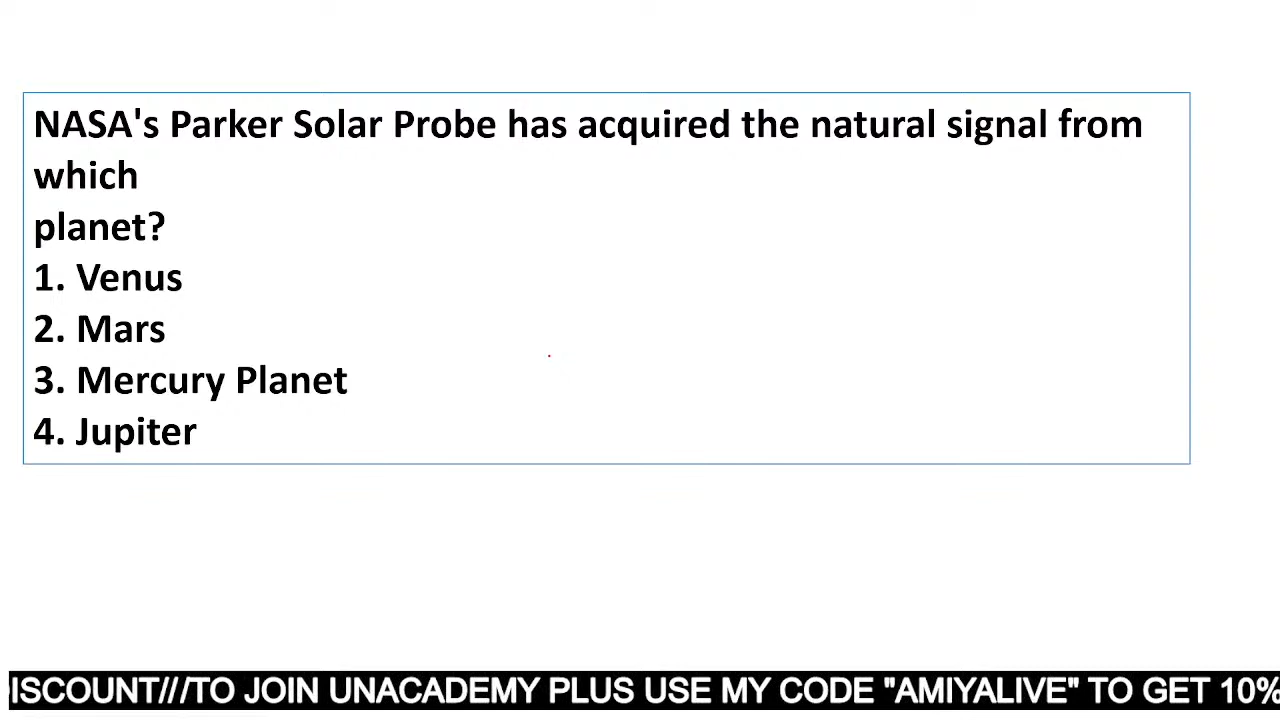 NASA's Parker Solar Probe has acquired the natural signal from
which
planet?
1. Venus
2. Mars
3. Mercury Planet
4. Jupiter
ISCOUNT///TO JOIN UNACADEMY PLUS USE MY CODE "AMIYALIVE" TO GET 10%